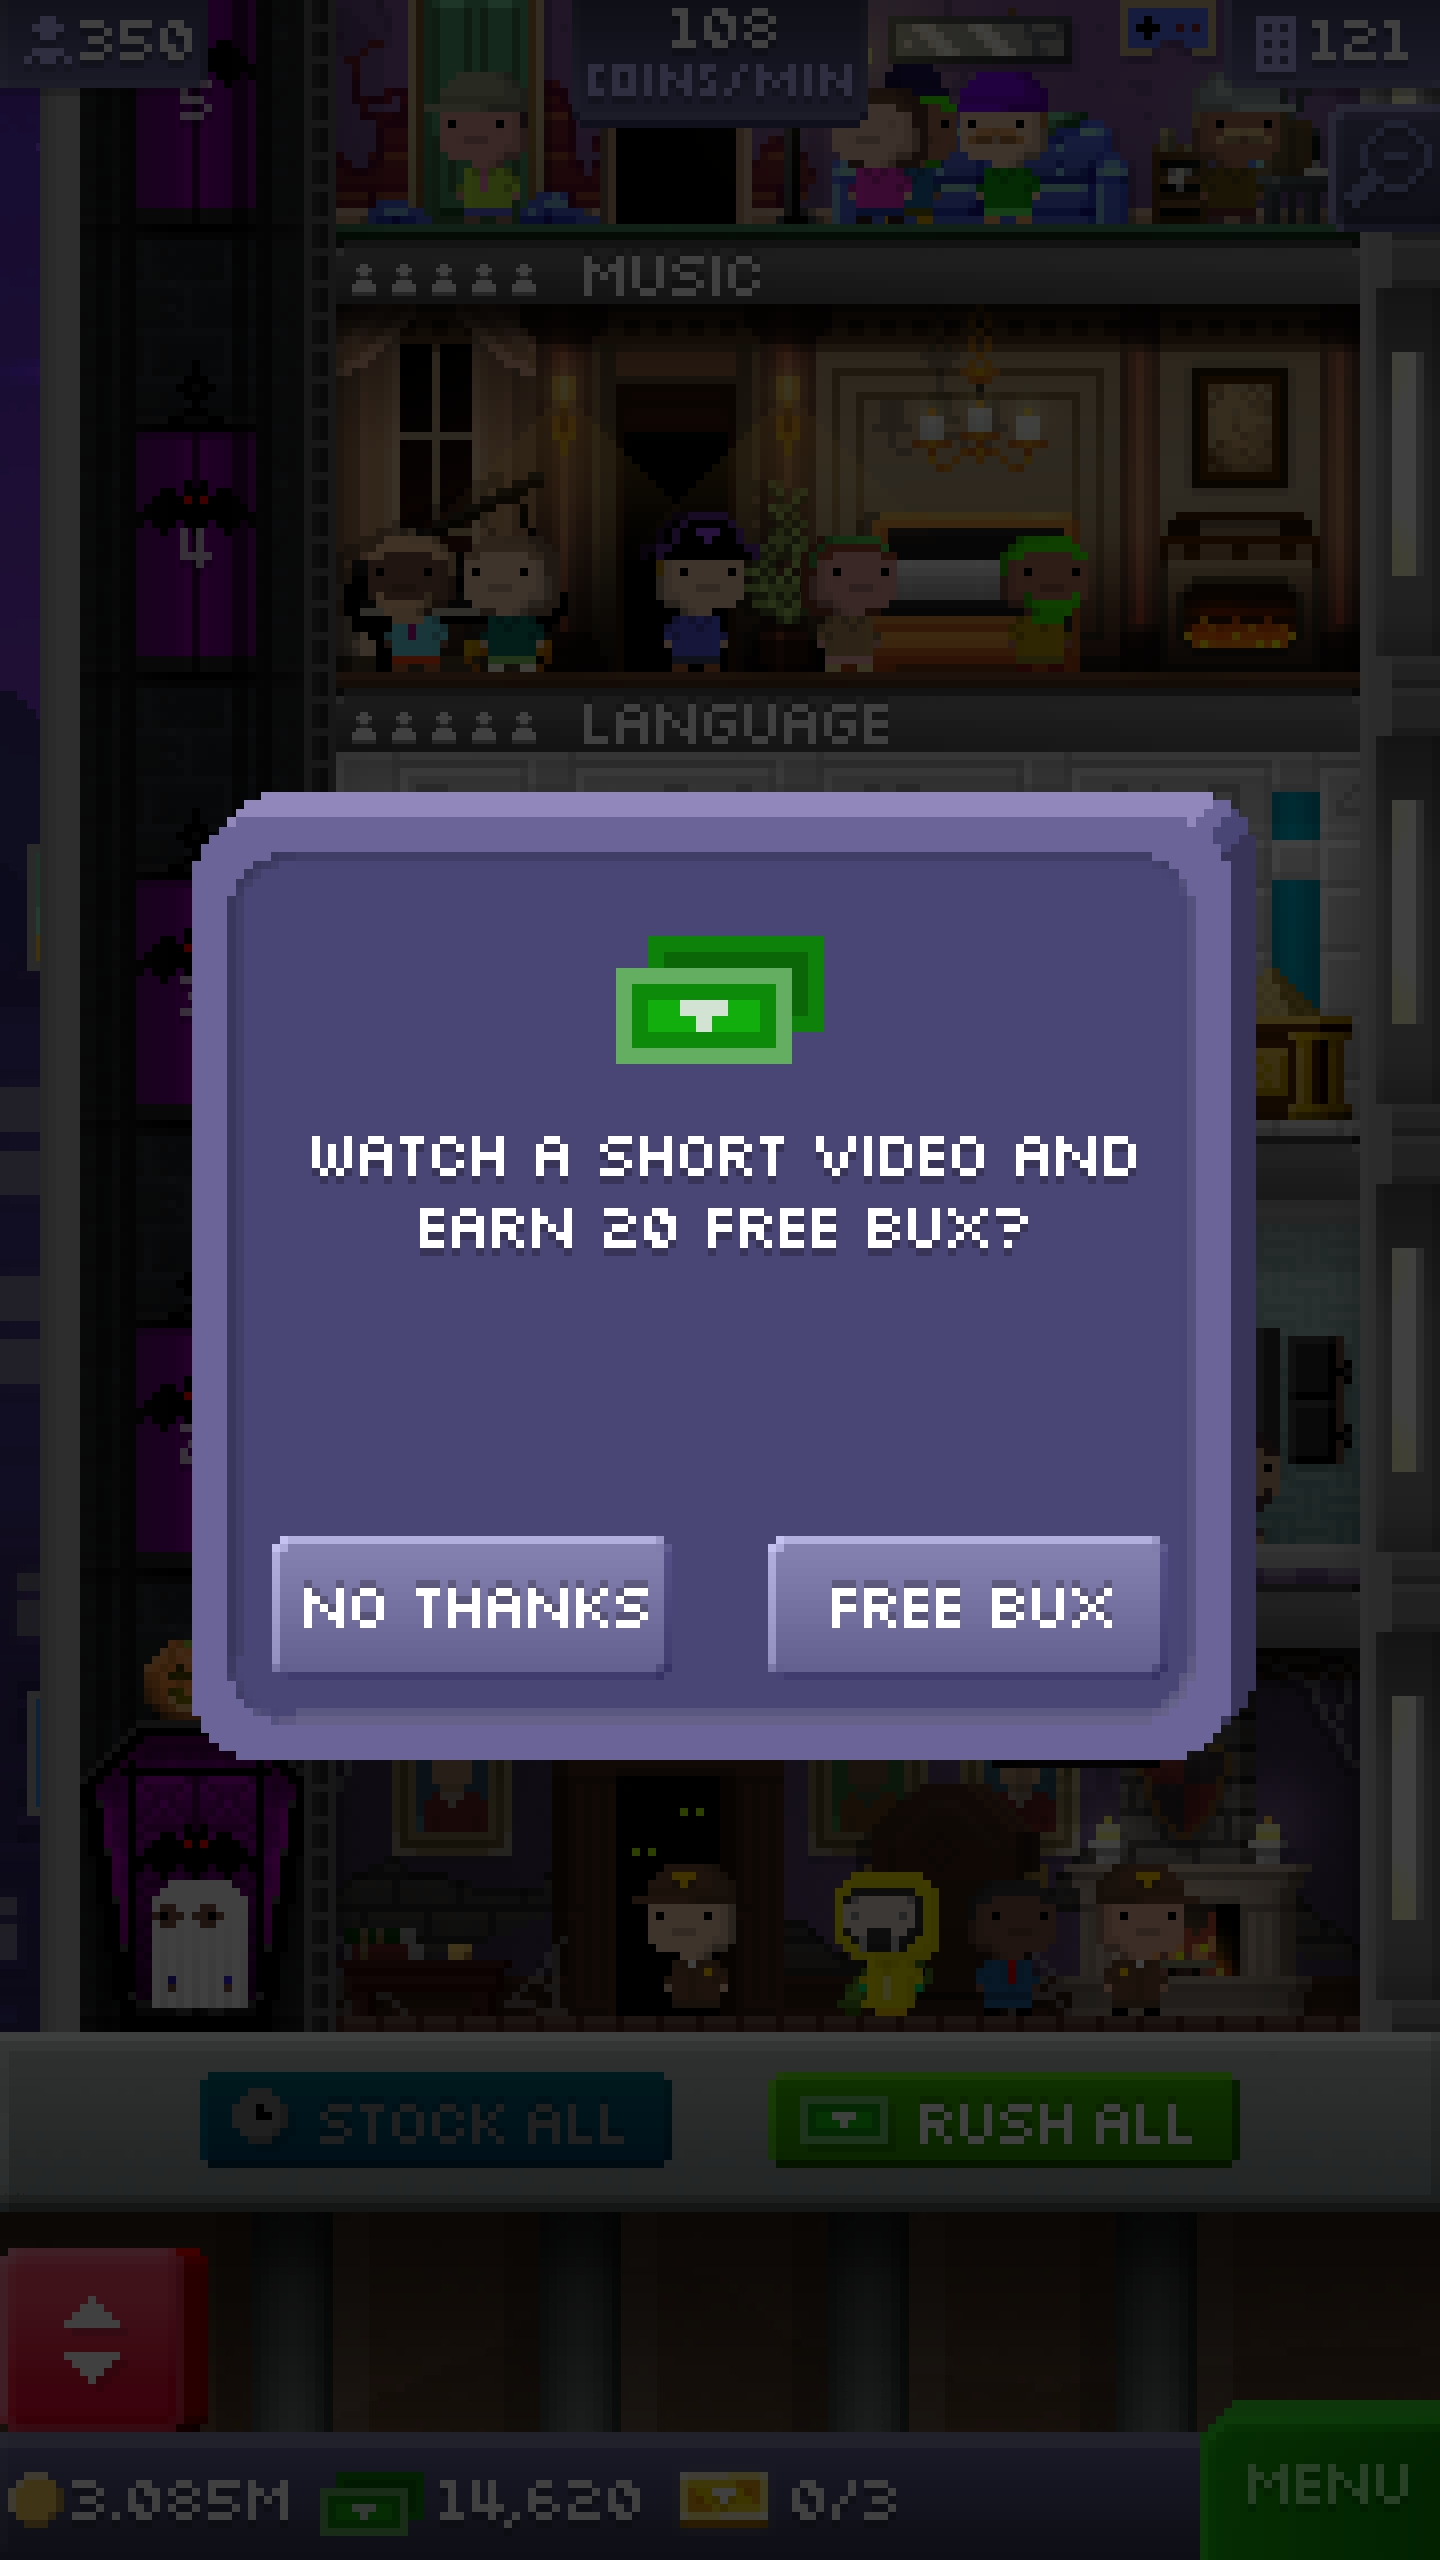 350
108
COINS/MIN
121
5
MUSIC
4
LANGUAGE
WATCH A SHORT VIDEO AND
EARN 20 FREE BUX?
NO THANKS
FREE BUX
STOCK ALL
RUSH ALL
3.085M
14,620
0/3
MENU